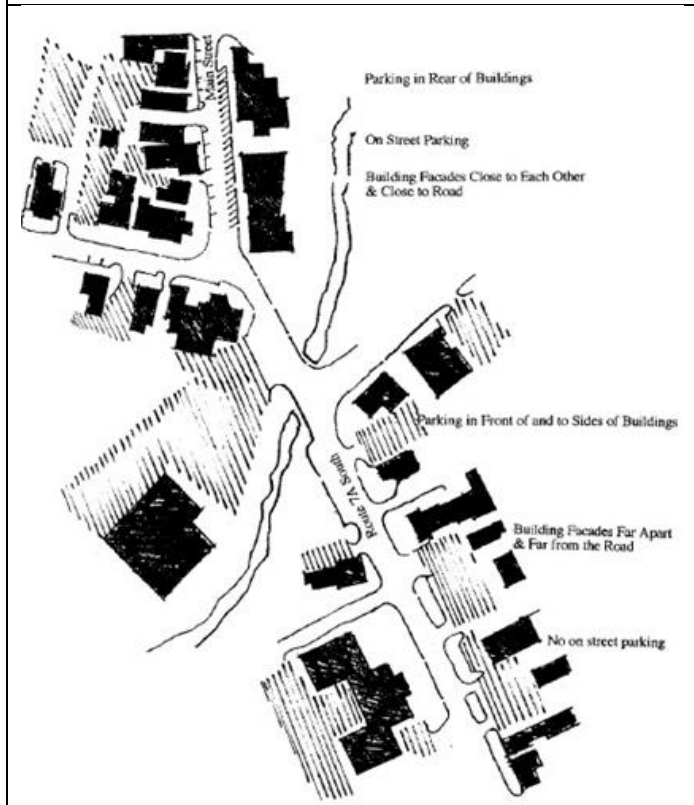 Main Street
Parking in Rear of Buildings
On Street Parking
Building Facades Close to Each Other
& Close to Road
Parking in Front of and to Sides of Buildings
Route 7A South
Building Facades Far Apart
& Far from the Road
No on street parking